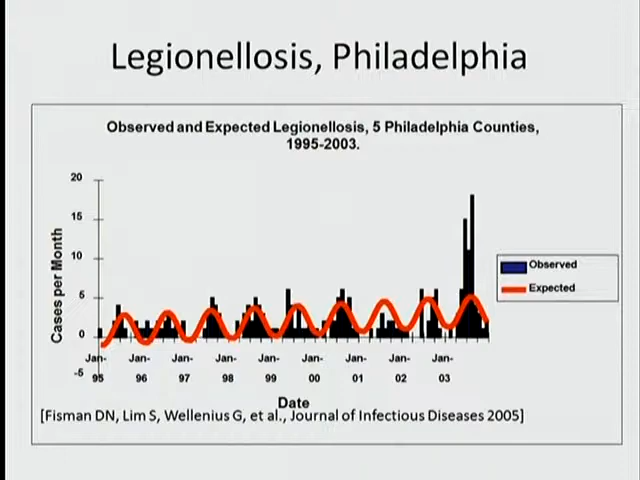 Legionellosis, Philadelphia
Observed and Expected Legionellosis, 5 Philadelphia Counties,
1995-2003.
20
15
10
5
0
-5
Cases per Month
Jan- Jan- Jan- Jan- Jan- Jan- Jan- Jan- Jan-
95 96 97 98 99 00 01 02 03
Date
Observed
Expected
[Fisman DN, Lim S, Wellenius G, et al., Journal of Infectious Diseases 2005]